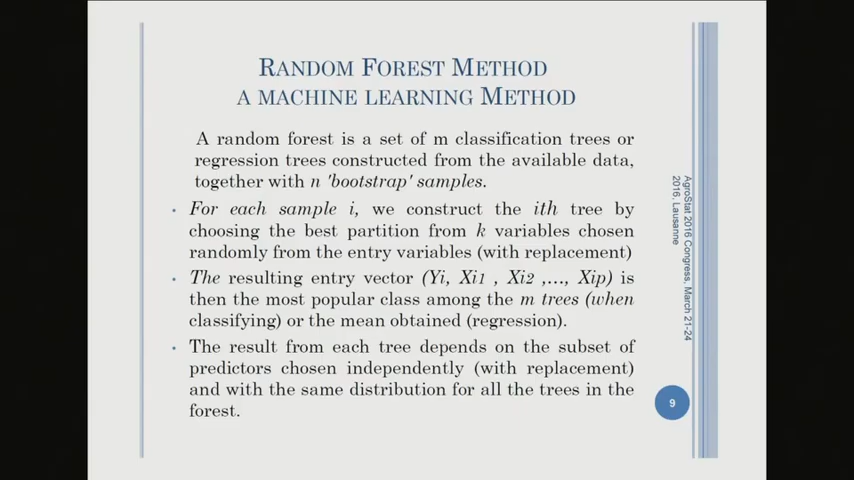 RANDOM FOREST METHOD
A MACHINE LEARNING METHOD
A random forest is a set of m classification trees or
regression trees constructed from the available data,
together with n 'bootstrap' samples.
• For each sample i, we construct the ith tree by
choosing the best partition from k variables chosen
randomly from the entry variables (with replacement)
• The resulting entry vector (Yi, Xi1 , Xi2 ,..., Xip) is
then the most popular class among the m trees (when
classifying) or the mean obtained (regression).
• The result from each tree depends on the subset of
predictors chosen independently (with replacement)
and with the same distribution for all the trees in the
forest.
AgroStat 2016 Congress, March 21-24
2016, Lausanne
9